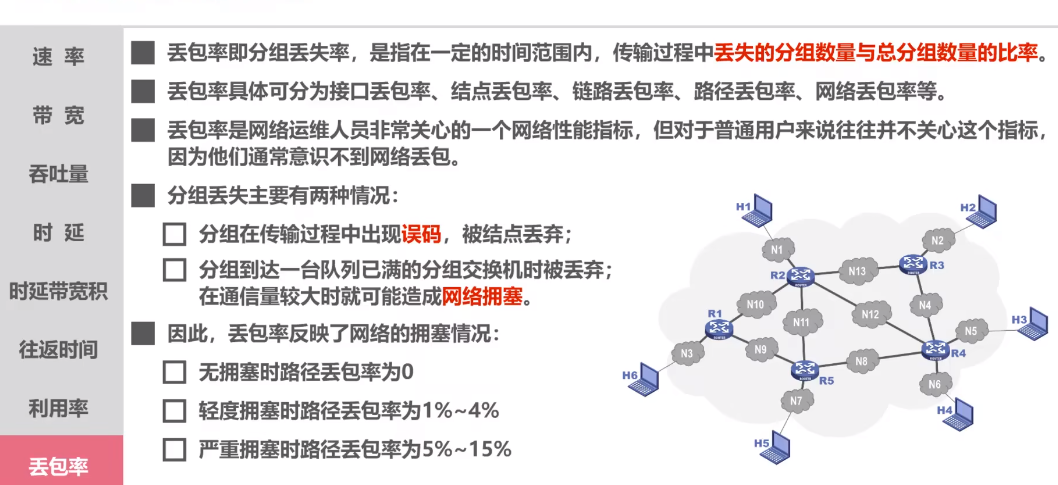 速 率
带 宽
吞吐量
时 延
时延带宽积
往返时间
利用率
丢包率
丢包率即分组丢失率，是指在一定的时间范围内，传输过程中丢失的分组数量与总分组数量的比率。
丢包率具体可分为接口丢包率、结点丢包率、链路丢包率、路径丢包率、网络丢包率等。
丢包率是网络运维人员非常关心的一个网络性能指标，但对于普通用户来说往往并不关心这个指标，
因为他们通常意识不到网络丢包。
分组丢失主要有两种情况：
分组在传输过程中出现误码，被结点丢弃；
分组到达一台队列已满的分组交换机时被丢弃；
在通信量较大时就可能造成网络拥塞。
因此，丢包率反映了网络的拥塞情况：
无拥塞时路径丢包率为0
轻度拥塞时路径丢包率为1%~4%
严重拥塞时路径丢包率为5%~15%
H1
H2
N1
N2
R2
N13
R3
N10
N4
R1
N11
N12
H3
N5
N3
N9
N8
R4
H6
R5
N6
N7
H4
H5